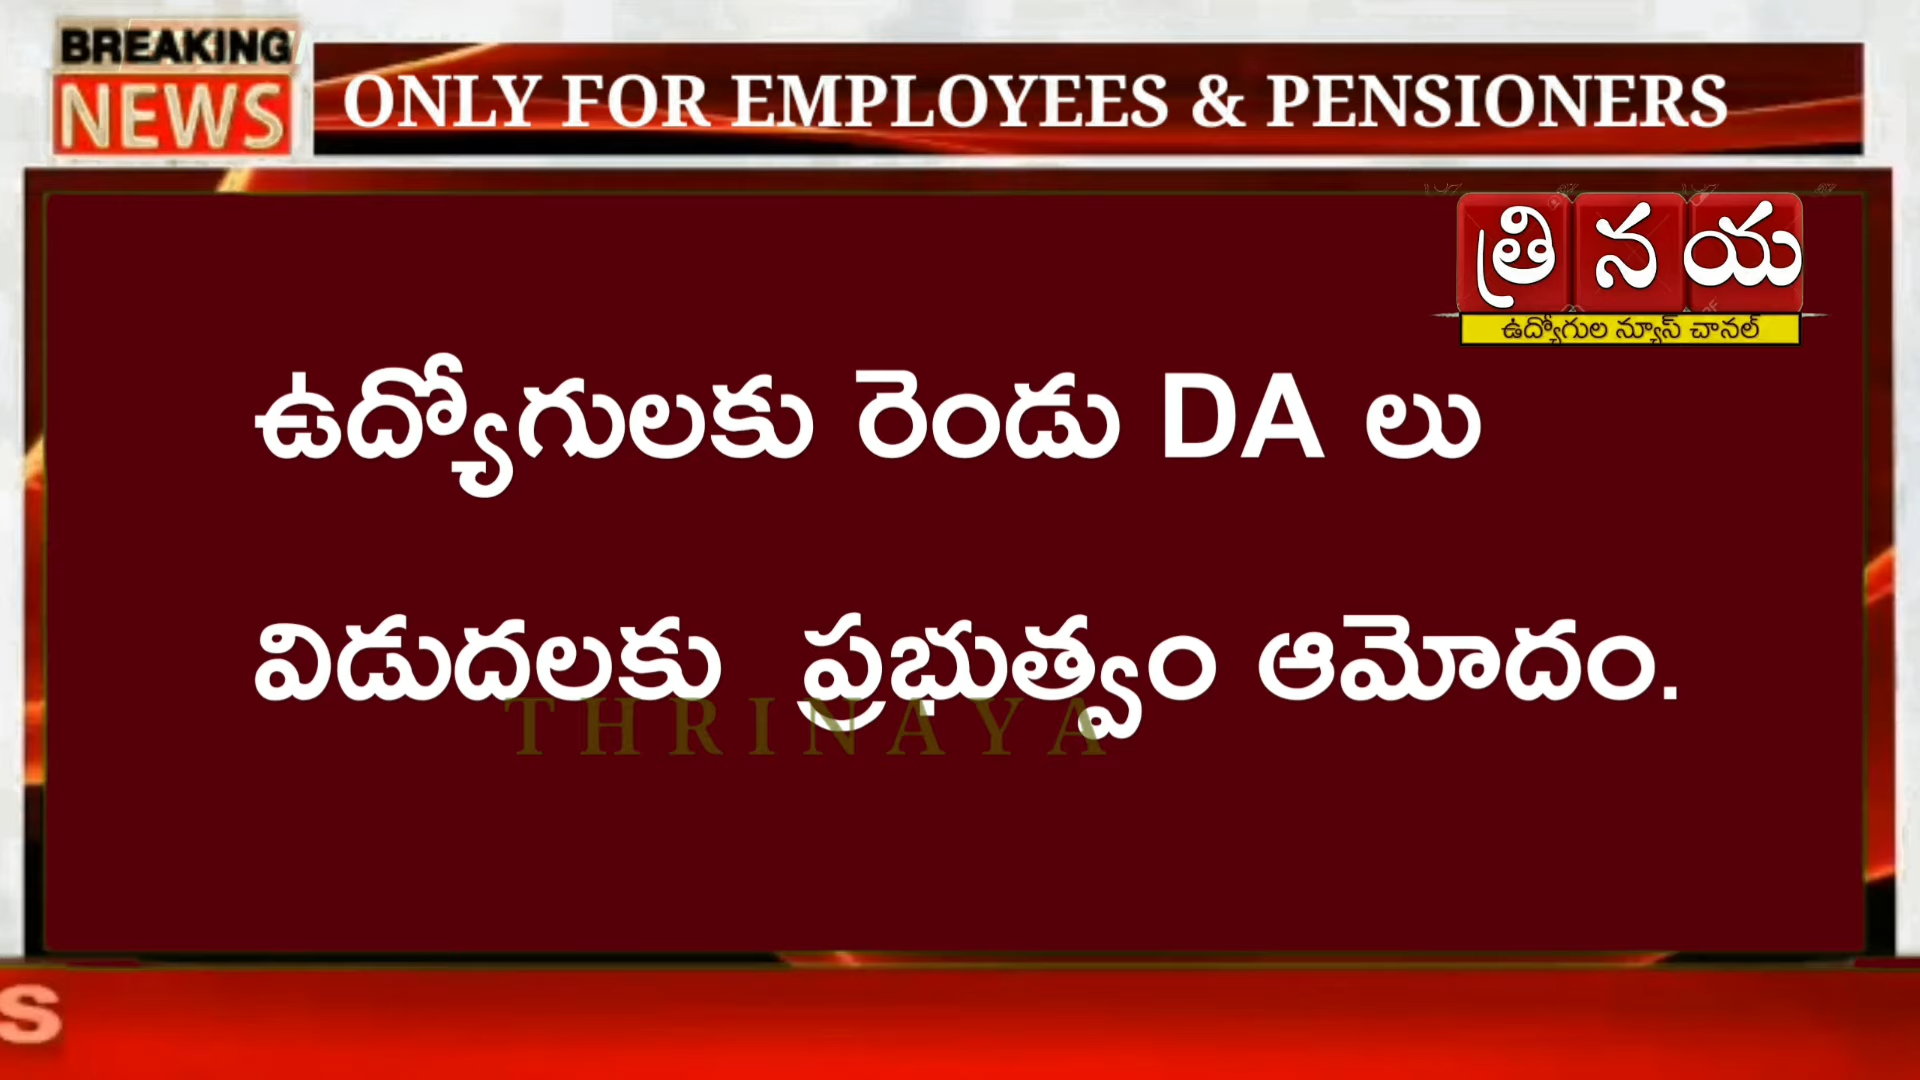 BREAKING
NEWS
ONLY FOR EMPLOYEES & PENSIONERS
త్రినయ
ఉద్యోగుల న్యూస్ చానల్
ఉద్యోగులకు రెండు DA లు
విడుదలకు ప్రభుత్వం ఆమోదం.
THRINAYA
S